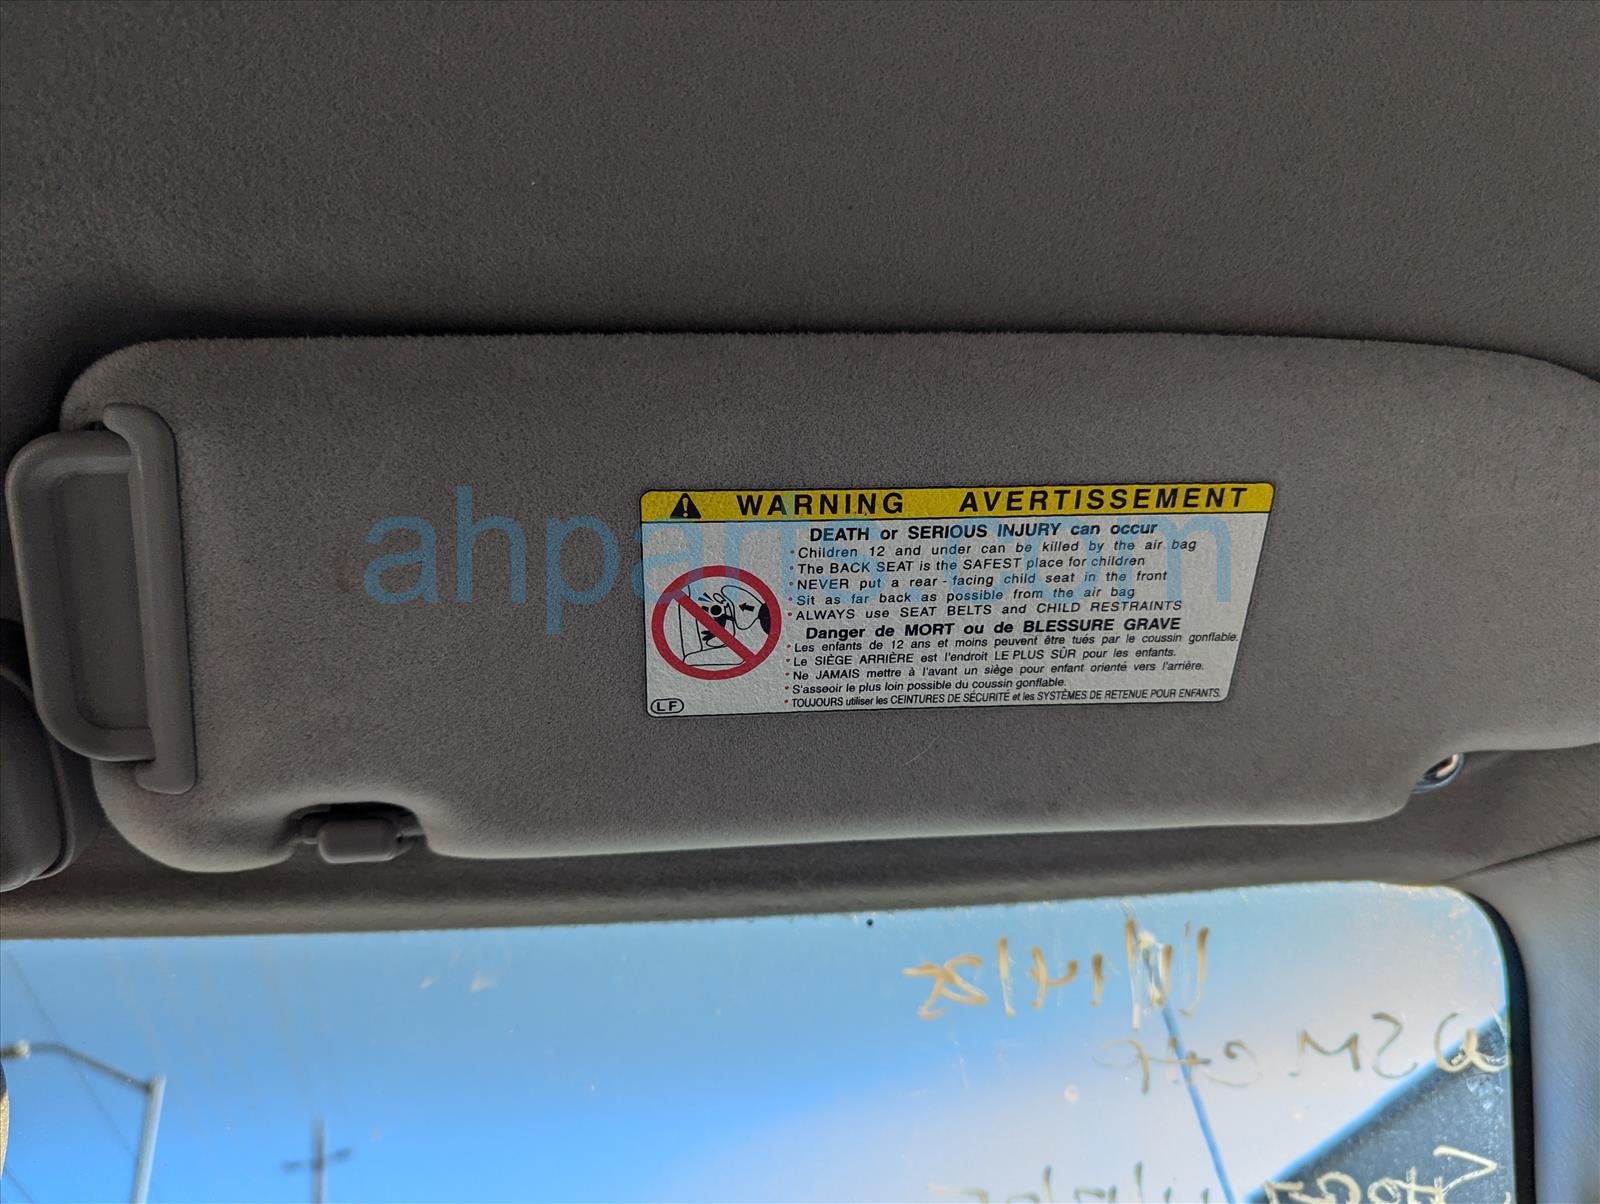 WARNING AVERTISSEMENT
DEATH or SERIOUS INJURY can occur
• Children 12 and under can be killed by the air bag
• The BACK SEAT is the SAFEST place for children
• NEVER put a rear-facing child seat in the front
• Sit as far back as possible from the air bag
• ALWAYS use SEAT BELTS and CHILD RESTRAINTS
Danger de MORT ou de BLESSURE GRAVE
• Les enfants de 12 ans et moins peuvent être tués par le coussin gonflable.
• Le SIÈGE ARRIÈRE est l'endroit LE PLUS SÛR pour les enfants.
• Ne JAMAIS mettre à l'avant un siège pour enfant orienté vers l'arrière.
• S'asseoir le plus loin possible du coussin gonflable.
• TOUJOURS utiliser les CEINTURES DE SÉCURITÉ et les SYSTÈMES DE RETENUE POUR ENFANTS.
LF
ahparts.com
11/14/25